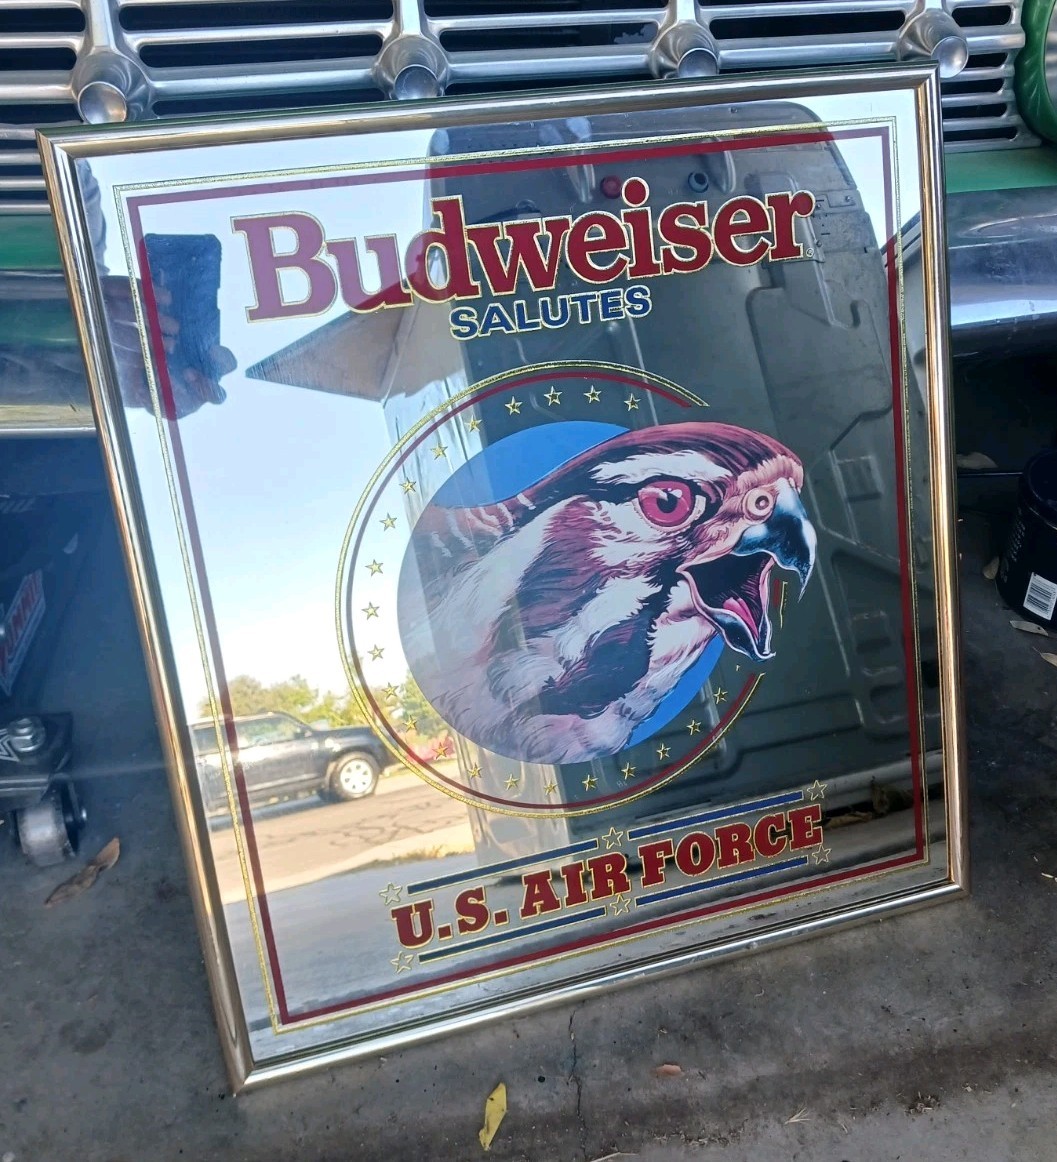 Budweiser®
SALUTES
U.S. AIR FORCE